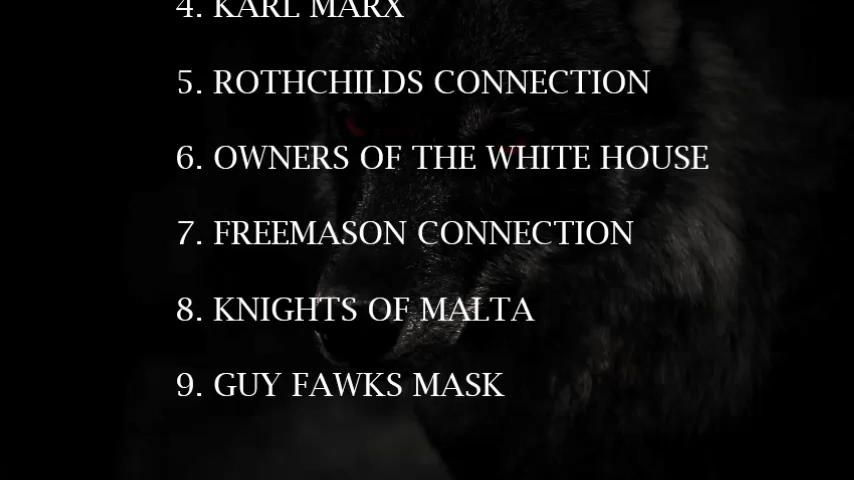 4. KARL MARX
5. ROTHCHILDS CONNECTION
6. OWNERS OF THE WHITE HOUSE
7. FREEMASON CONNECTION
8. KNIGHTS OF MALTA
9. GUY FAWKS MASK